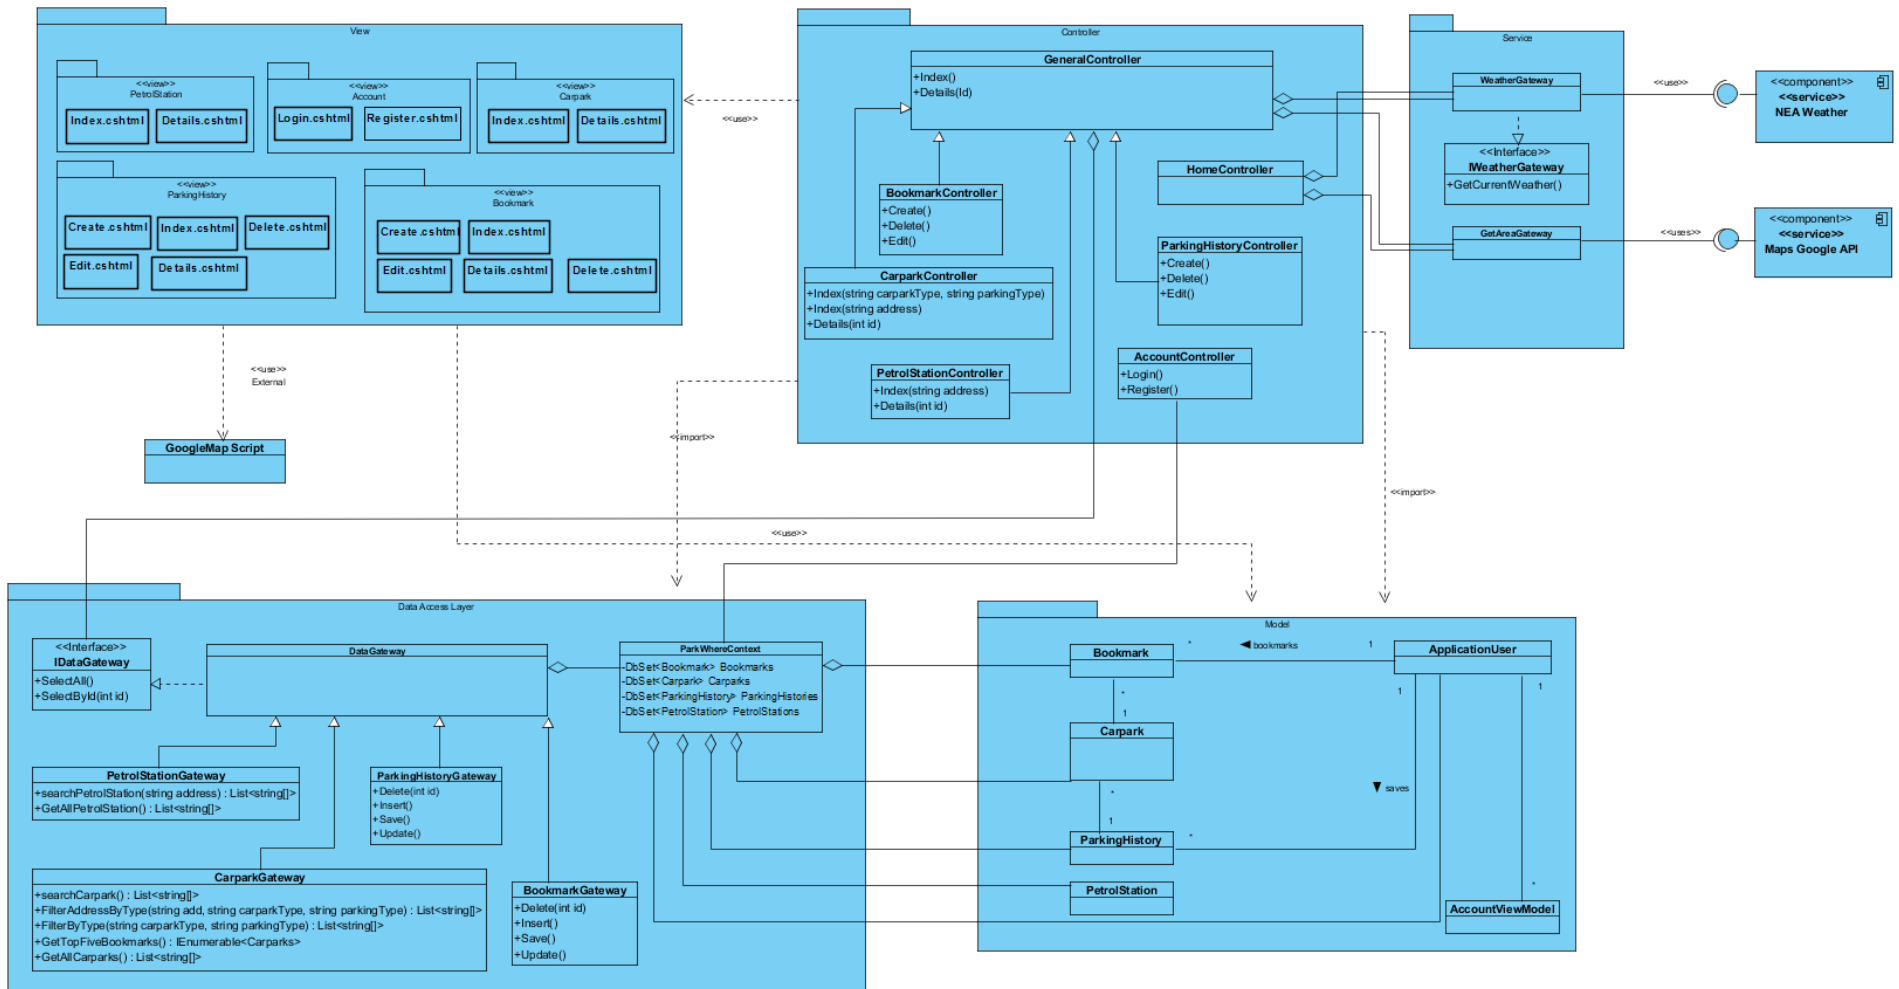 View
<<view>>
PetrolStation
Index.cshtml
Details.cshtml
<<view>>
Account
Login.cshtml
Register.cshtml
<<view>>
Carpark
Index.cshtml
Details.cshtml
<<view>>
ParkingHistory
Create.cshtml
Index.cshtml
Delete.cshtml
Edit.cshtml
Details.cshtml
<<view>>
Bookmark
Create.cshtml
Index.cshtml
Edit.cshtml
Details.cshtml
Delete.cshtml
<<use>>
Controller
GeneralController
+Index()
+Details(Id)
BookmarkController
+Create()
+Delete()
+Edit()
HomeController
CarparkController
+Index(string carparkType, string parkingType)
+Index(string address)
+Details(int id)
ParkingHistoryController
+Create()
+Delete()
+Edit()
PetrolStationController
+Index(string address)
+Details(int id)
AccountController
+Login()
+Register()
Service
WeatherGateway
<<Interface>>
IWeatherGateway
+GetCurrentWeather()
GetAreaGateway
<<use>>
<<component>>
<<service>>
NEA Weather
<<uses>>
<<component>>
<<service>>
Maps Google API
<<use>>
External
GoogleMap Script
<<import>>
<<import>>
<<use>>
Data Access Layer
<<Interface>>
IDataGateway
+SelectAll()
+SelectById(int id)
DataGateway
ParkWhereContext
-DbSet<Bookmark> Bookmarks
-DbSet<Carpark> Carparks
-DbSet<ParkingHistory> ParkingHistories
-DbSet<PetrolStation> PetrolStations
PetrolStationGateway
+searchPetrolStation(string address) : List<string[]>
+GetAllPetrolStation() : List<string[]>
ParkingHistoryGateway
+Delete(int id)
+Insert()
+Save()
+Update()
CarparkGateway
+searchCarpark() : List<string[]>
+FilterAddressByType(string add, string carparkType, string parkingType) : List<string[]>
+FilterByType(string carparkType, string parkingType) : List<string[]>
+GetTopFiveBookmarks() : IEnumerable<Carparks>
+GetAllCarparks() : List<string[]>
BookmarkGateway
+Delete(int id)
+Insert()
+Save()
+Update()
Model
Bookmark
*
bookmarks
1
ApplicationUser
*
1
1
1
Carpark
*
1
saves
ParkingHistory
*
PetrolStation
*
AccountViewModel